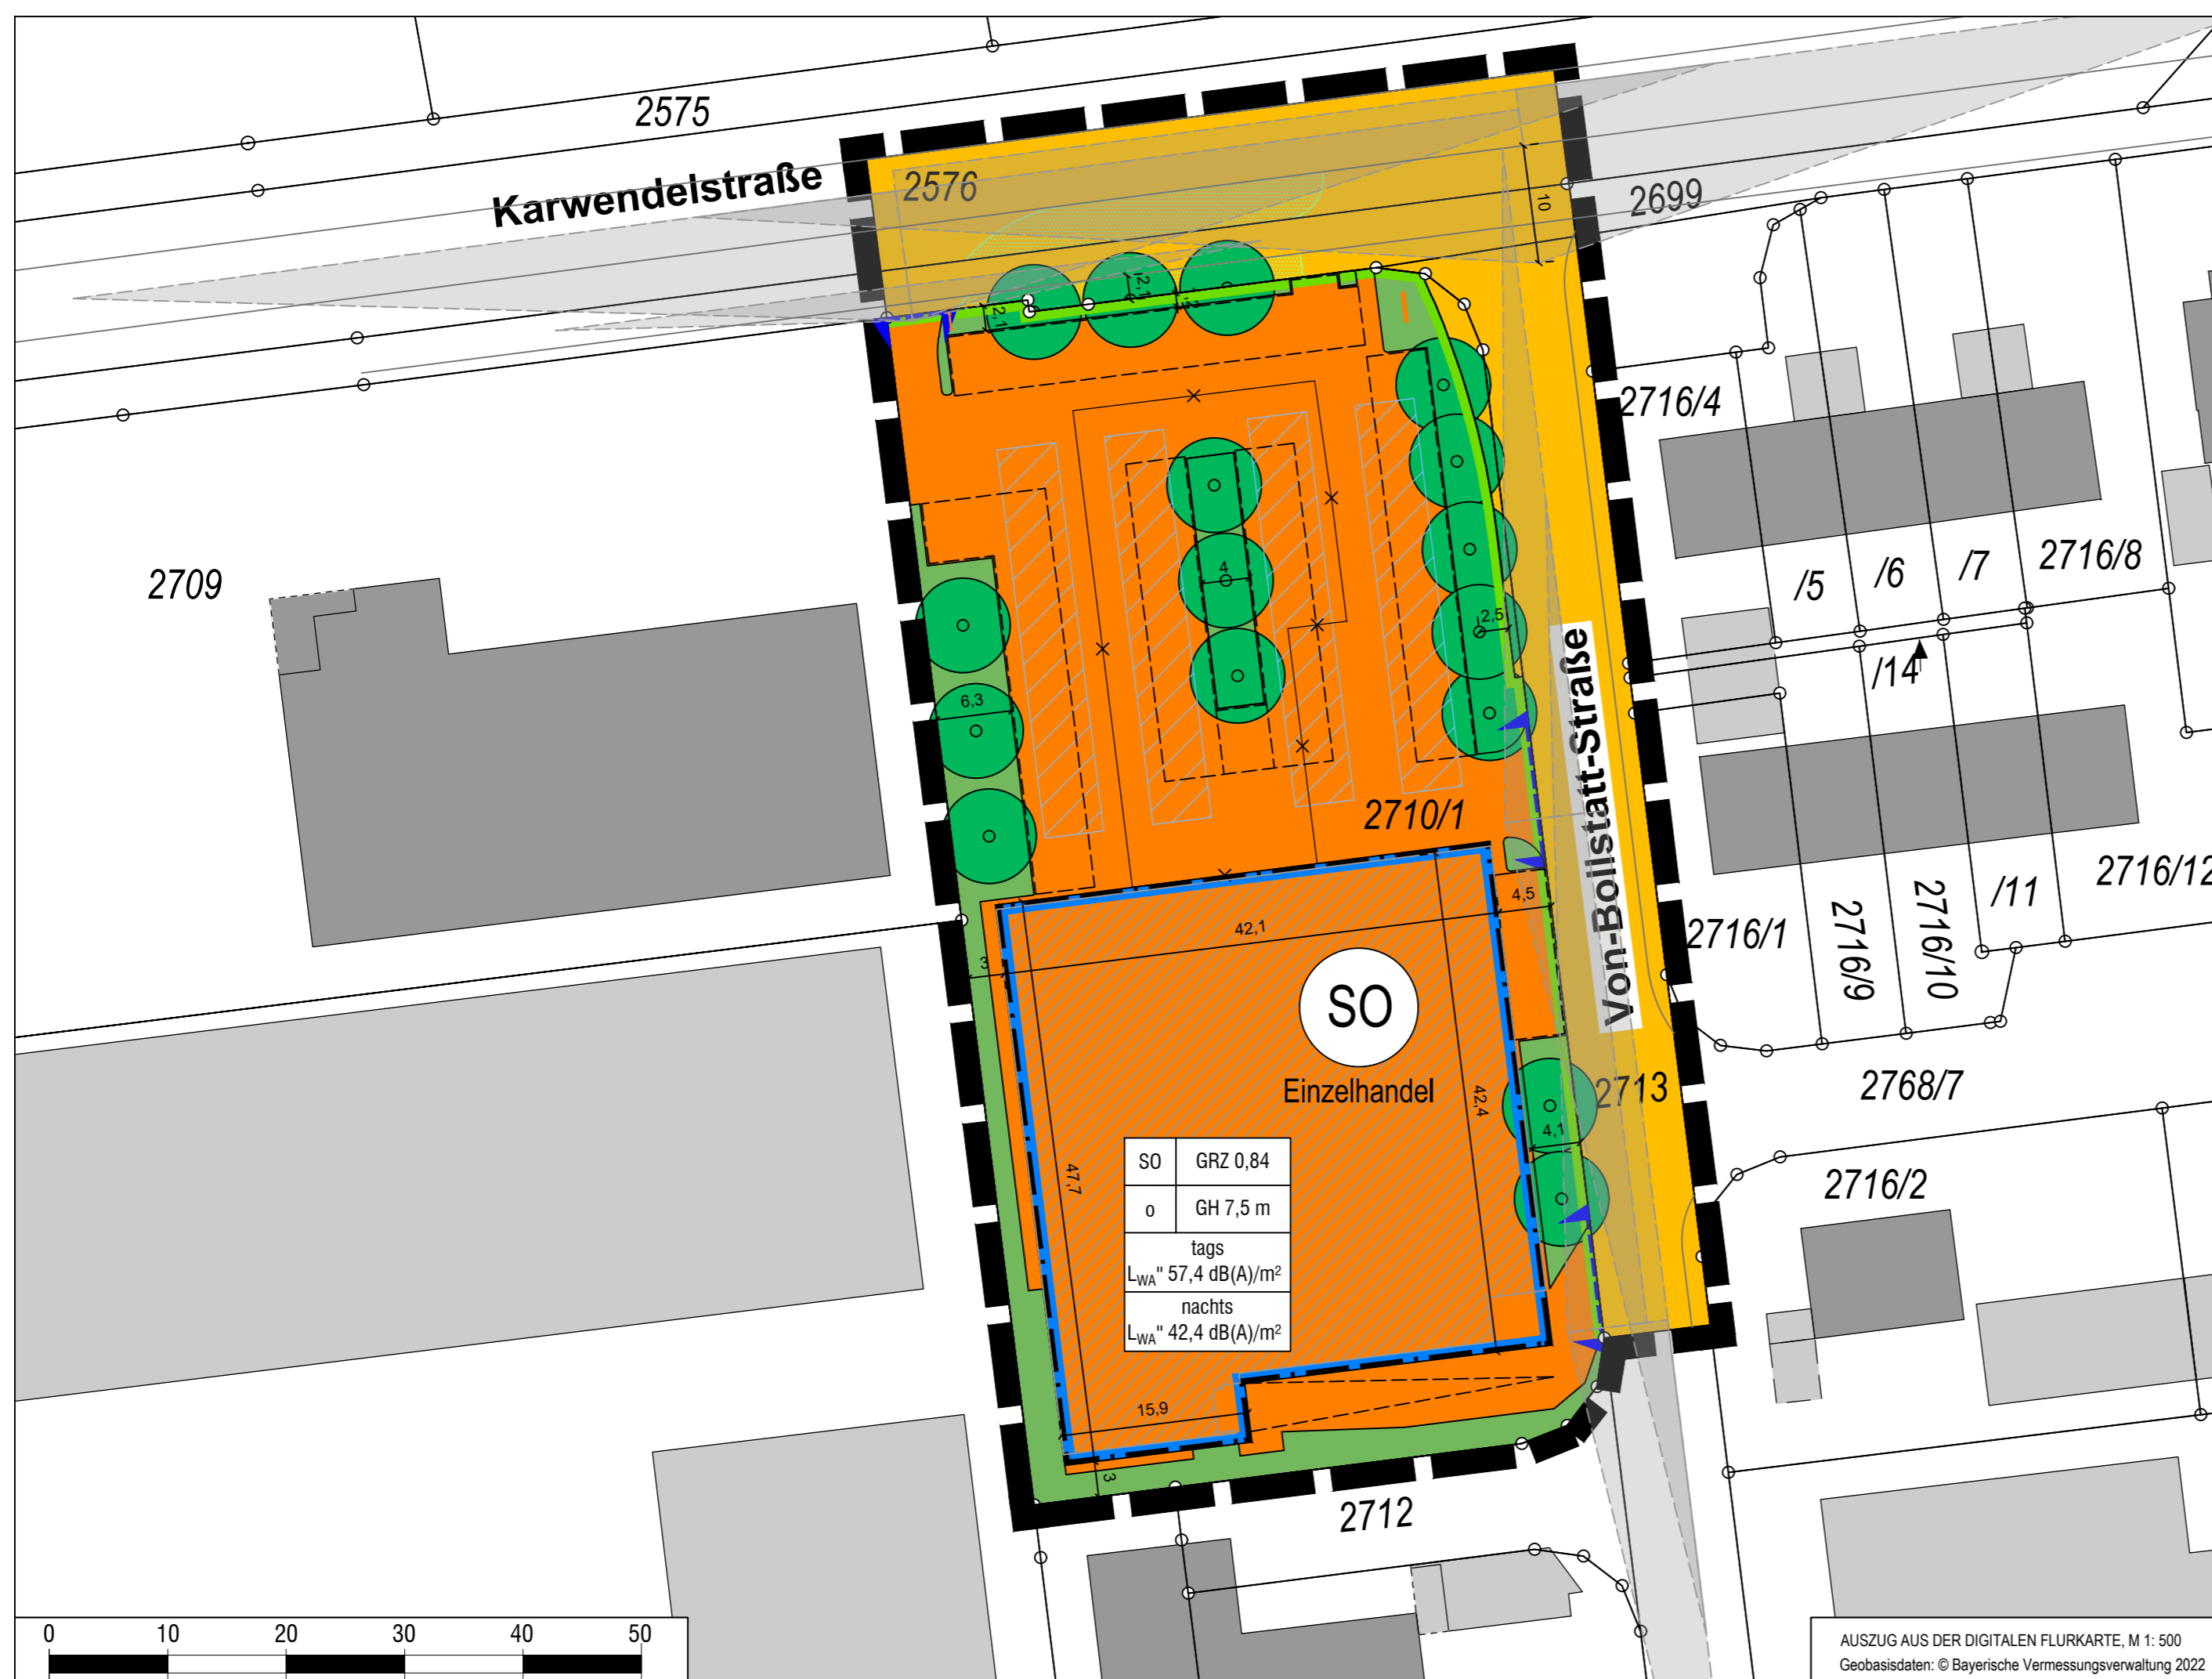 2575
Karwendelstraße
2576
2699
10
2,1
2,1
2716/4
2709
4
2,5
/5
/6
/7
2716/8
/14
6,3
Von-Bollstatt-Straße
2710/1
4,5
42,1
3
2716/1
2716/9
2716/10
/11
2716/12
SO
Einzelhandel
42,4
4,1
2713
2768/7
2716/2
47,7
SO GRZ 0,84
o GH 7,5 m
tags
LWA" 57,4 dB(A)/m²
nachts
LWA" 42,4 dB(A)/m²
15,9
3
2712
0 10 20 30 40 50
AUSZUG AUS DER DIGITALEN FLURKARTE, M 1: 500
Geobasisdaten: © Bayerische Vermessungsverwaltung 2022